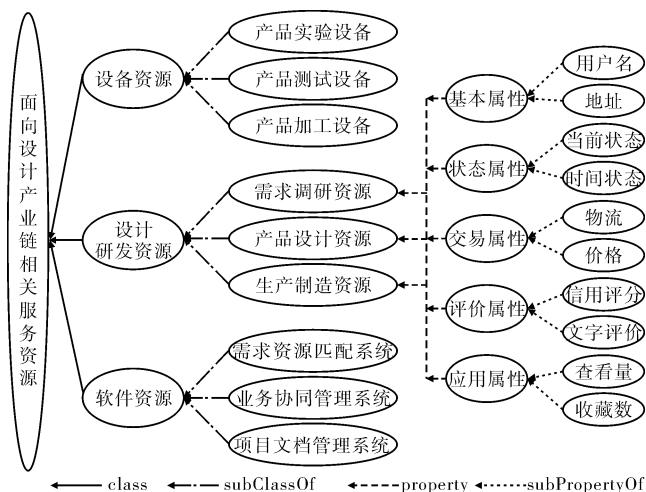 面向设计产业链相关服务资源
设备资源
产品实验设备
产品测试设备
产品加工设备
设计
研发资源
需求调研资源
产品设计资源
生产制造资源
软件资源
需求资源匹配系统
业务协同管理系统
项目文档管理系统
基本属性
用户名
地址
状态属性
当前状态
时间状态
交易属性
物流
价格
评价属性
信用评分
文字评价
应用属性
查看量
收藏数
class
subClassOf
property
subPropertyOf